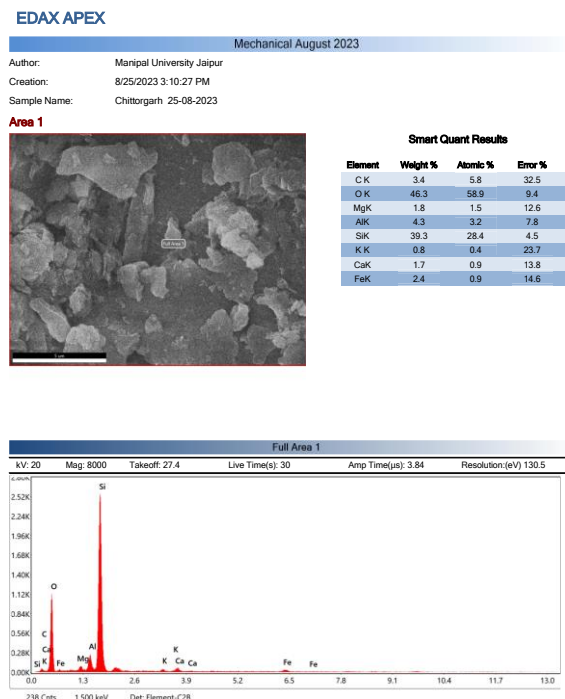 EDAX APEX
Mechanical August 2023
Author: Manipal University Jaipur
Creation: 8/25/2023 3:10:27 PM
Sample Name: Chittorgarh 25-08-2023
Area 1
Full Area 1
Smart Quant Results
Element Weight % Atomic % Error %
C K 3.4 5.8 32.5
O K 46.3 58.9 9.4
MgK 1.8 1.5 12.6
AlK 4.3 3.2 7.8
SiK 39.3 28.4 4.5
K K 0.8 0.4 23.7
CaK 1.7 0.9 13.8
FeK 2.4 0.9 14.6
Full Area 1
kV: 20 Mag: 8000 Takeoff: 27.4 Live Time(s): 30 Amp Time(µs): 3.84 Resolution:(eV) 130.5
2.52K
2.24K
1.96K
1.68K
1.40K
1.12K
0.84K
0.56K
0.28K
0.00K
Si
O
C
Ca
Al
K
Si K Fe Mg K Ca Ca Fe Fe
0.0 1.3 2.6 3.9 5.2 6.5 7.8 9.1 10.4 11.7 13.0
238 Cnts 1.500 keV Det: Element-C2B